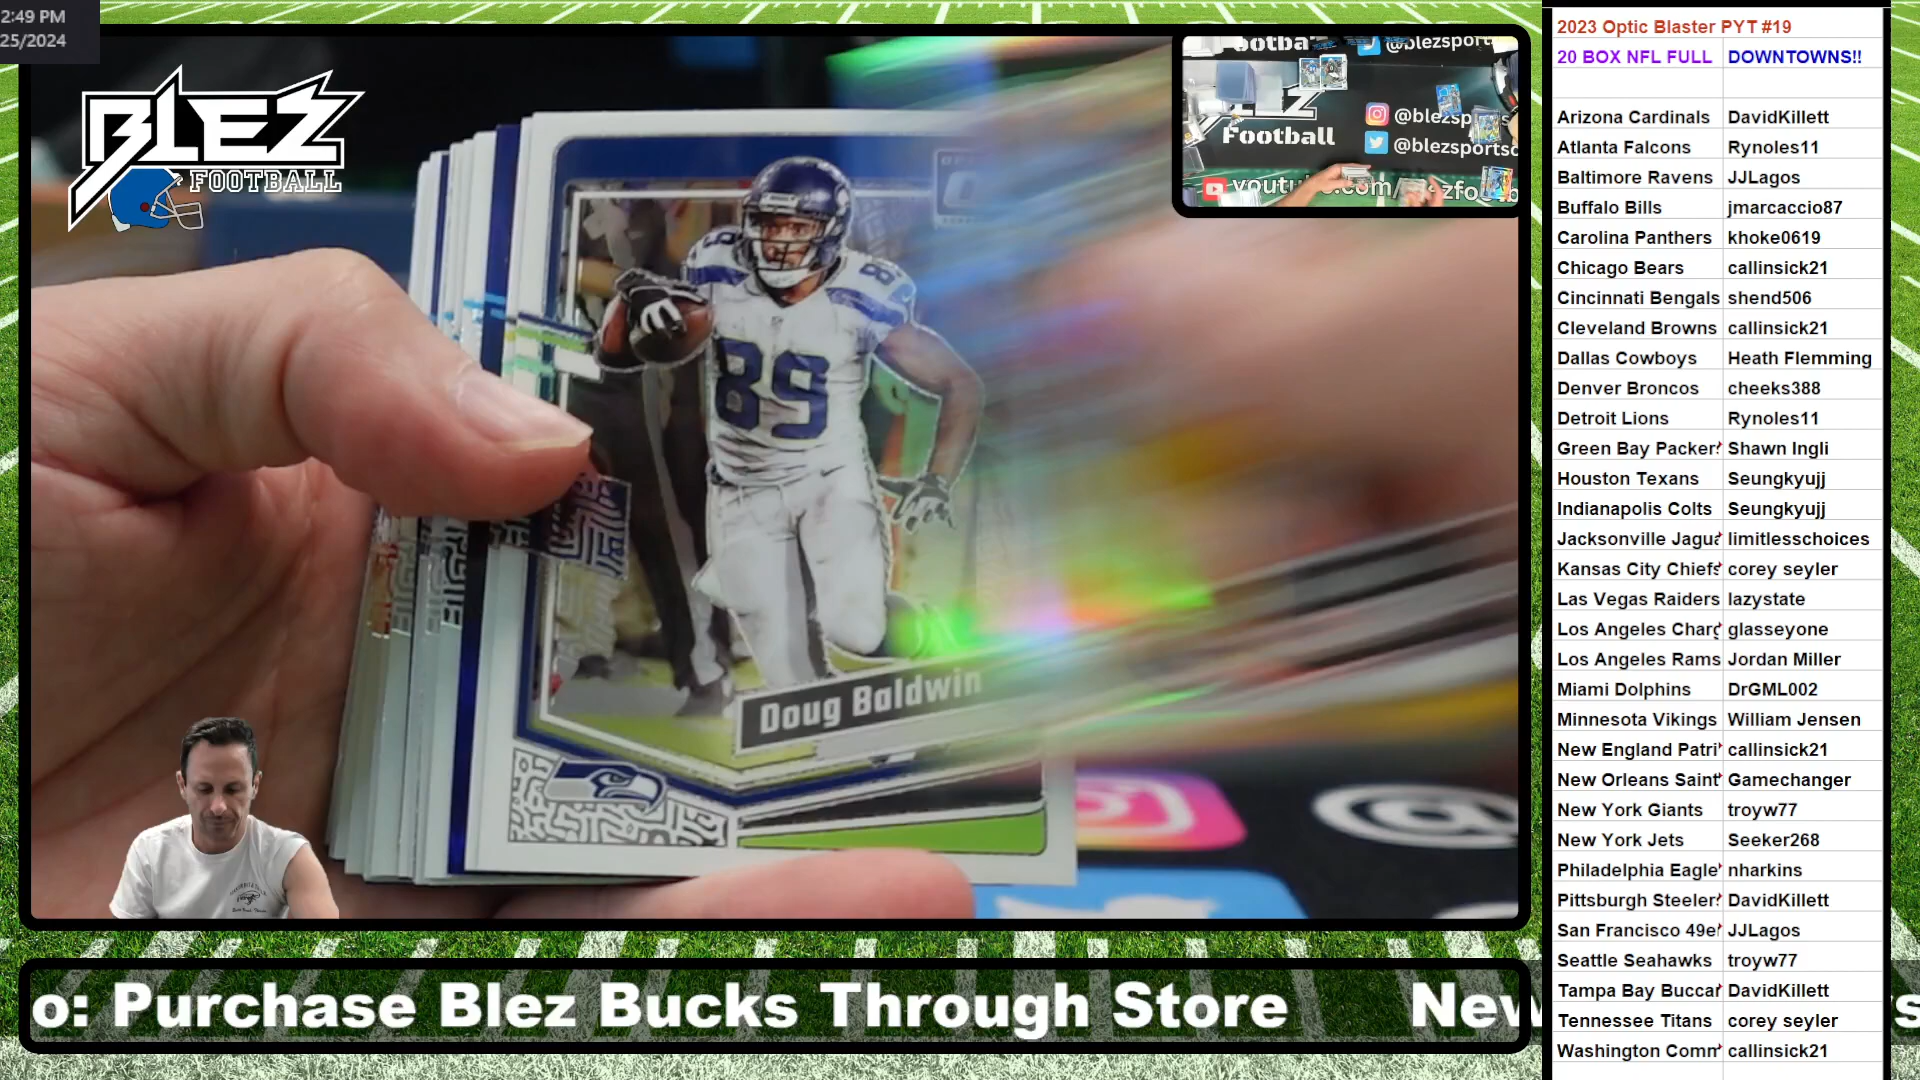 2:49 PM
25/2024
BLEZ
FOOTBALL
89
89
Doug Baldwin
@blezsport
@blezsp
Football
@blezsportsc
o: Purchase Blez Bucks Through Store
New
2023 Optic Blaster PYT #19
20 BOX NFL FULL DOWNTOWNS!!
Arizona Cardinals DavidKillett
Atlanta Falcons Rynoles11
Baltimore Ravens JJLagos
Buffalo Bills jmarcaccio87
Carolina Panthers khoke0619
Chicago Bears callinsick21
Cincinnati Bengals shend506
Cleveland Browns callinsick21
Dallas Cowboys Heath Flemming
Denver Broncos cheeks388
Detroit Lions Rynoles11
Green Bay Packer Shawn Ingli
Houston Texans Seungkyujj
Indianapolis Colts Seungkyujj
Jacksonville Jagua limitlesschoices
Kansas City Chiefs corey seyler
Las Vegas Raiders lazystate
Los Angeles Charg glasseyone
Los Angeles Rams Jordan Miller
Miami Dolphins DrGML002
Minnesota Vikings William Jensen
New England Patri callinsick21
New Orleans Saint Gamechanger
New York Giants troyw77
New York Jets Seeker268
Philadelphia Eagle nharkins
Pittsburgh Steeler DavidKillett
San Francisco 49e JJLagos
Seattle Seahawks troyw77
Tampa Bay Buccar DavidKillett
Tennessee Titans corey seyler
Washington Comm callinsick21